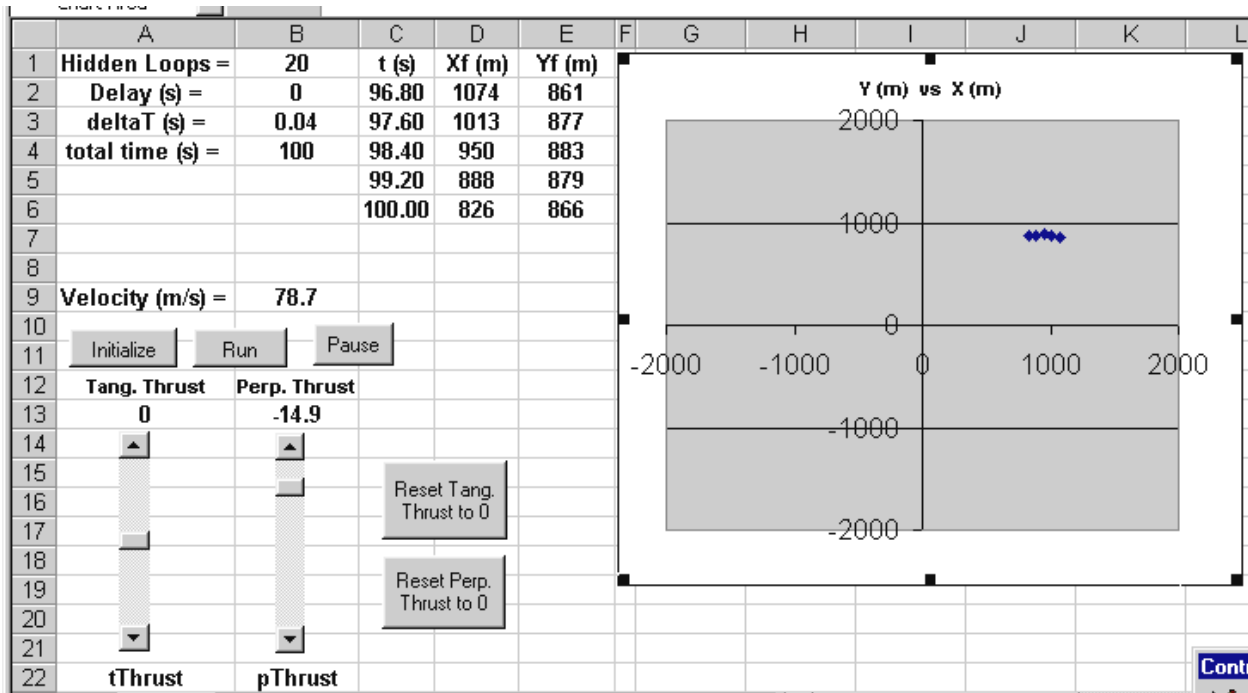 A B C D E F G H I J K L
1 Hidden Loops = 20 t (s) Xf (m) Yf (m)
2 Delay (s) = 0 96.80 1074 861
3 deltaT (s) = 0.04 97.60 1013 877
4 total time (s) = 100 98.40 950 883
5 99.20 888 879
6 100.00 826 866
7
8
9 Velocity (m/s) = 78.7
10
11 Initialize Run Pause
12 Tang. Thrust Perp. Thrust
13 0 -14.9
14
15
16
17
18
19
20
21
22 tThrust pThrust
Reset Tang.
Thrust to 0
Reset Perp.
Thrust to 0
Y (m) vs X (m)
2000
1000
0
-2000 -1000 0 1000 2000
-1000
-2000